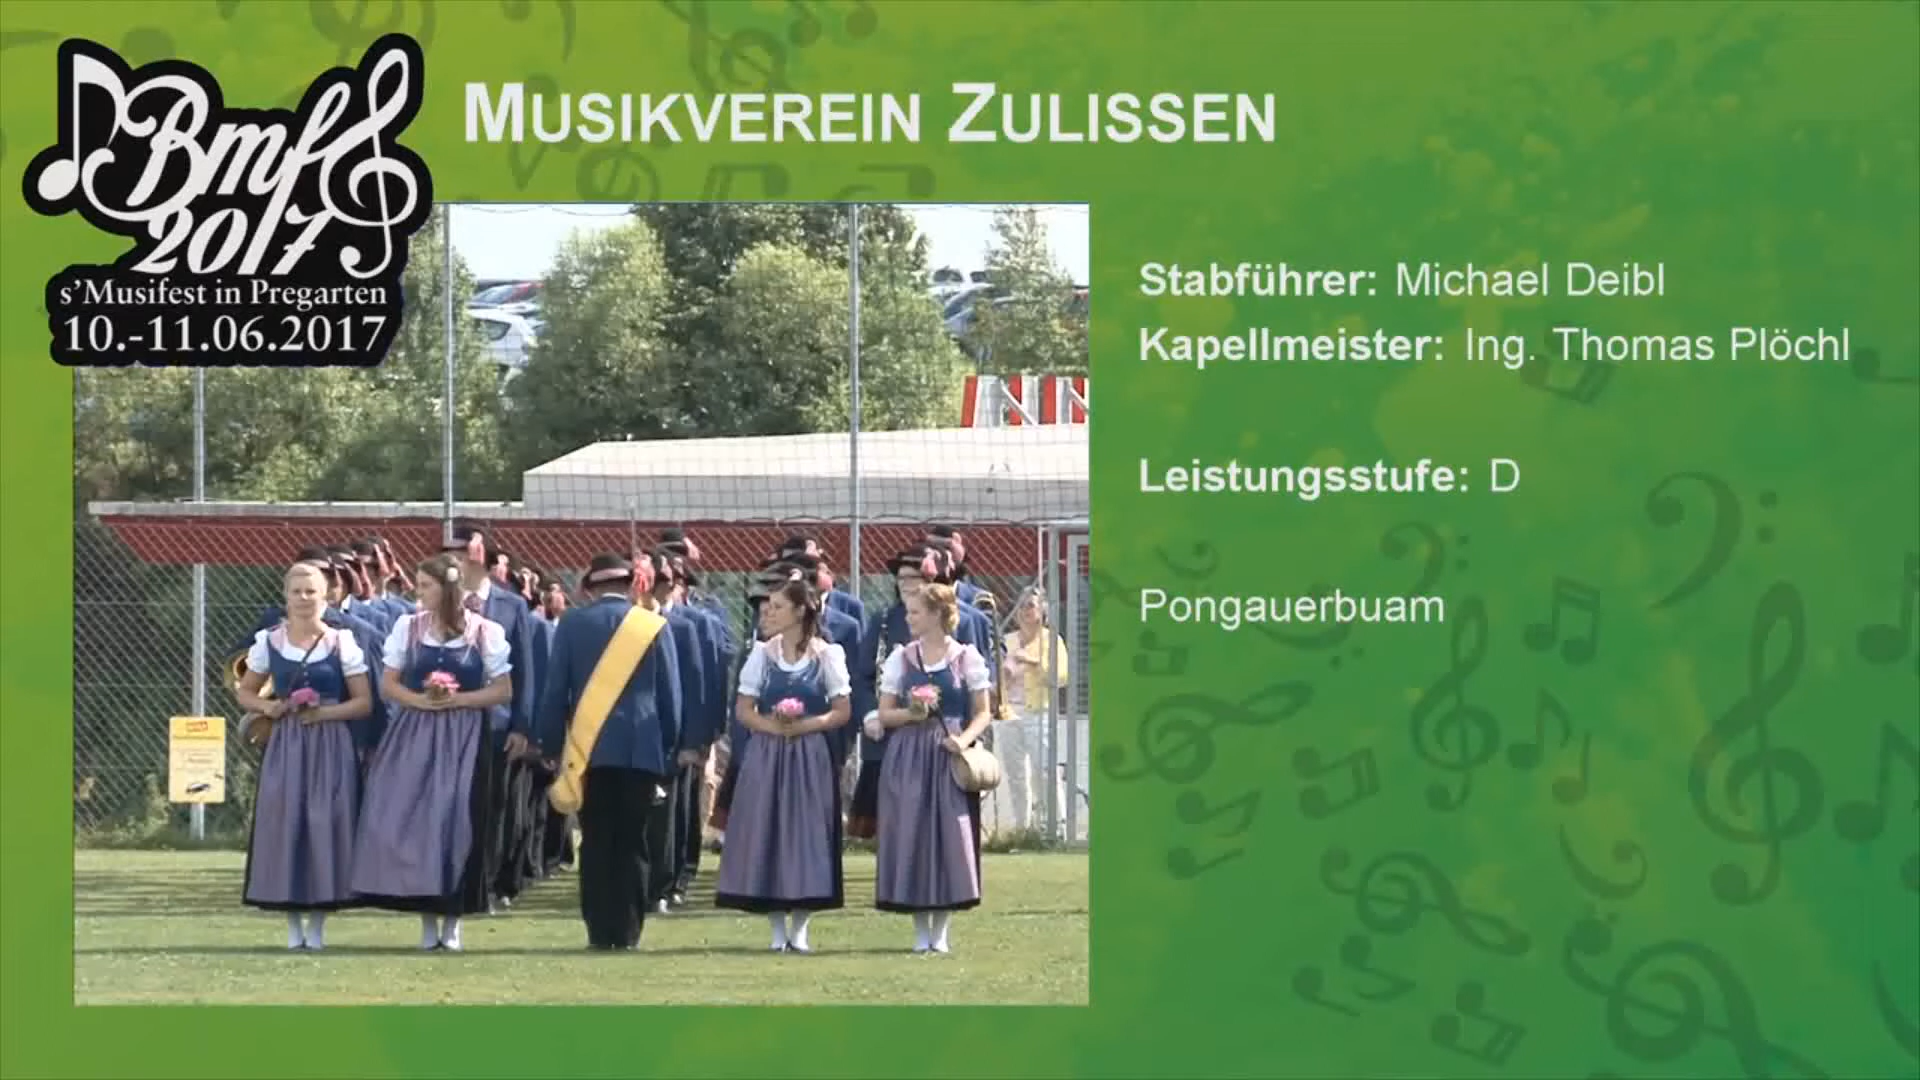 Bmf
2017
s'Musifest in Pregarten
10.-11.06.2017
MUSIKVEREIN ZULISSEN
Stabführer: Michael Deibl
Kapellmeister: Ing. Thomas Plöchl
Leistungsstufe: D
Pongauerbuam